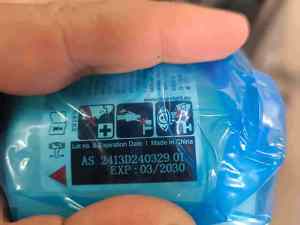 Lot no. & Expiration Date | Made in China
AS 2413D240329 01
EXP : 03/2030